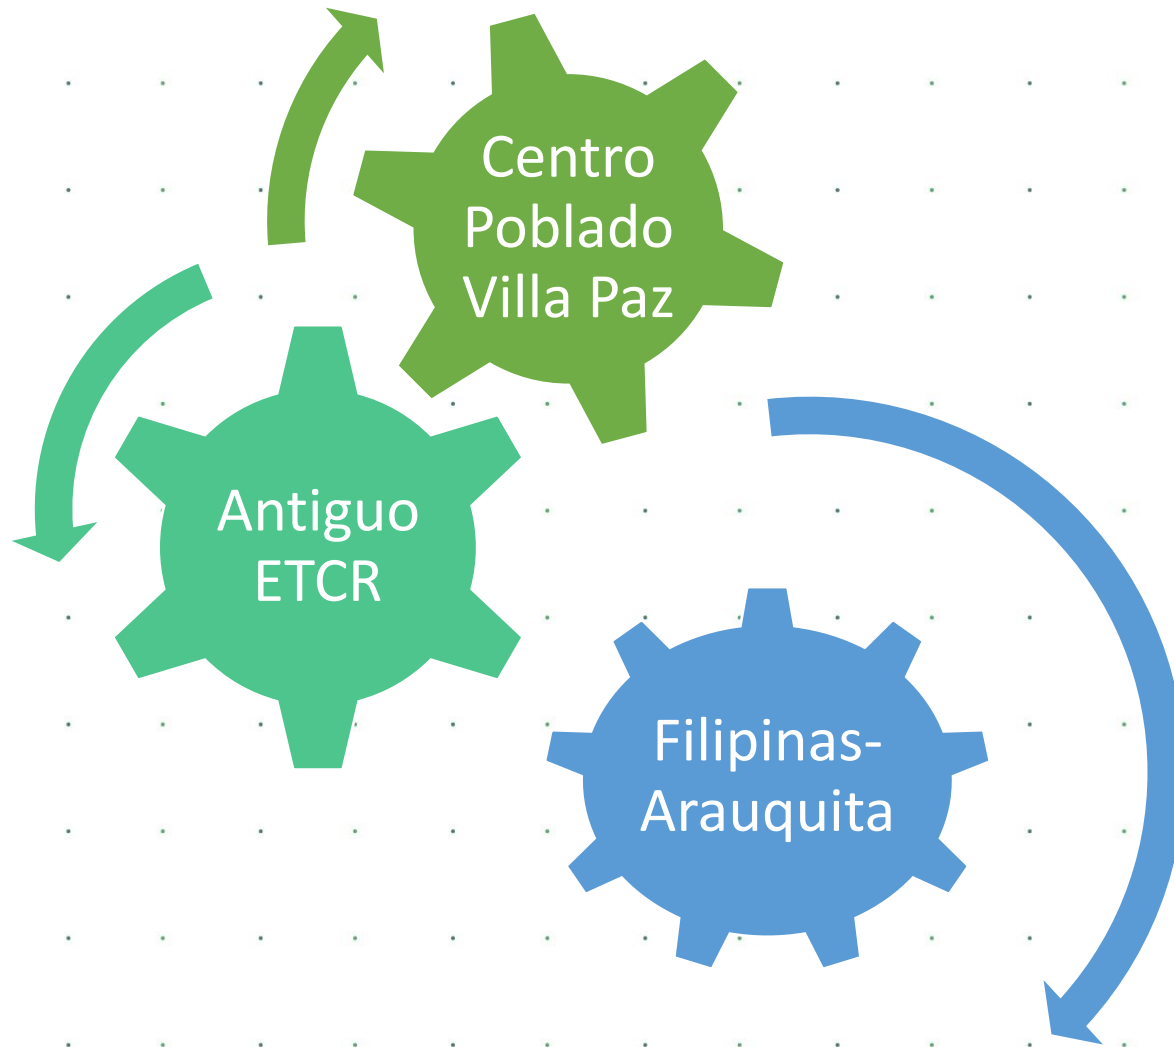 Centro
Poblado
Villa Paz
Antiguo
ETCR
Filipinas-
Arauquita